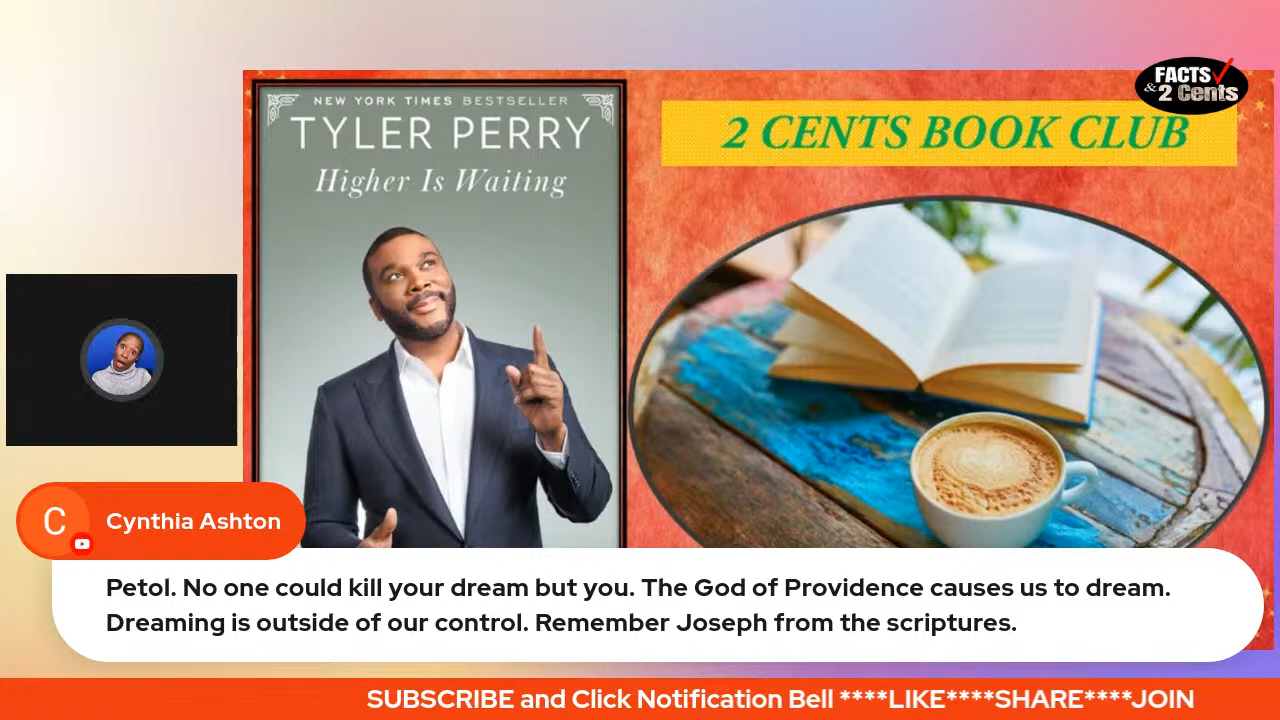 FACTS
& 2 Cents
NEW YORK TIMES BESTSELLER
TYLER PERRY
Higher Is Waiting
2 CENTS BOOK CLUB
C
Cynthia Ashton
Petol. No one could kill your dream but you. The God of Providence causes us to dream.
Dreaming is outside of our control. Remember Joseph from the scriptures.
SUBSCRIBE and Click Notification Bell ****LIKE****SHARE****JOIN